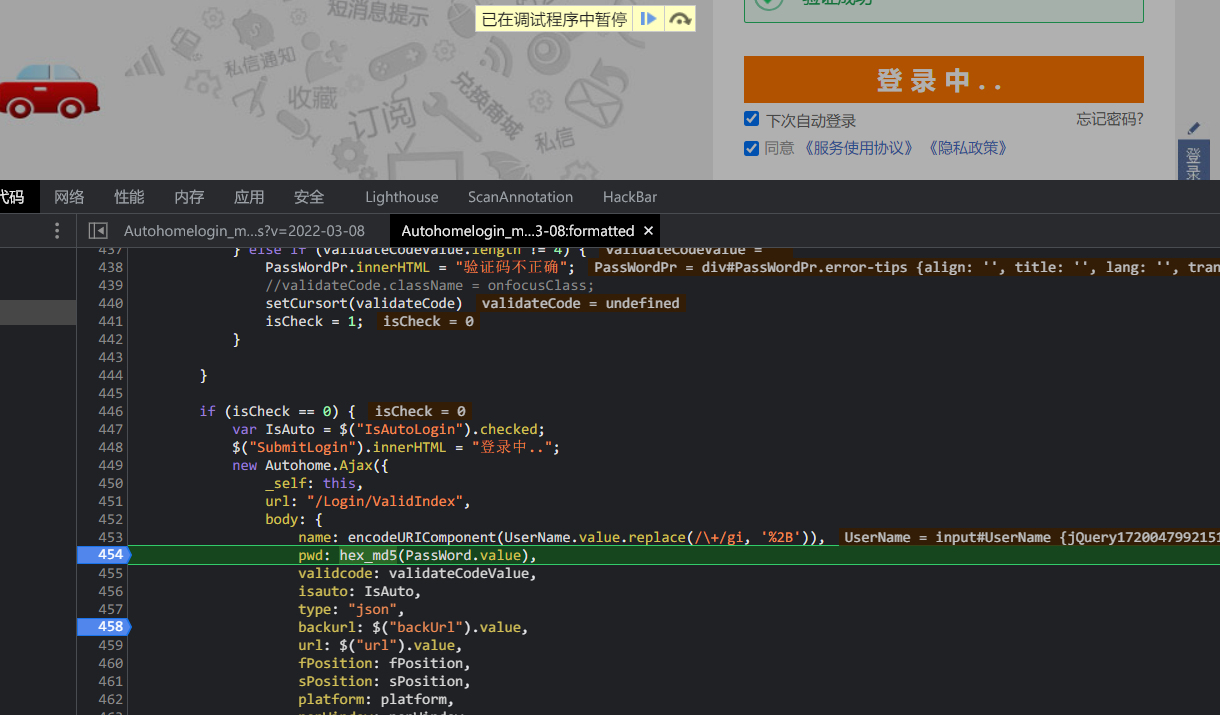 短消息提示
已在调试程序中暂停
验证成功
私信通知
收藏
订阅
兑换商城
私信
登录中..
下次自动登录
忘记密码?
同意 《服务使用协议》 《隐私政策》
登录
代码 网络 性能 内存 应用 安全 Lighthouse ScanAnnotation HackBar
Autohomelogin_m...s?v=2022-03-08 Autohomelogin_m...3-08:formatted ×
437 } else if (validateCodeValue.length != 4) { validateCodeValue =
438 PassWordPr.innerHTML = "验证码不正确"; PassWordPr = div#PassWordPr.error-tips {align: '', title: '', lang: '', tran
439 //validateCode.className = onfocusClass;
440 setCursort(validateCode) validateCode = undefined
441 isCheck = 1; isCheck = 0
442 }
443
444 }
445
446 if (isCheck == 0) { isCheck = 0
447 var IsAuto = $("IsAutoLogin").checked;
448 $("SubmitLogin").innerHTML = "登录中..";
449 new Autohome.Ajax({
450 _self: this,
451 url: "/Login/ValidIndex",
452 body: {
453 name: encodeURIComponent(UserName.value.replace(/\+/gi, '%2B')), UserName = input#UserName {jQuery1720047992151
454 pwd: hex_md5(PassWord.value),
455 validcode: validateCodeValue,
456 isauto: IsAuto,
457 type: "json",
458 backurl: $("backUrl").value,
459 url: $("url").value,
460 fPosition: fPosition,
461 sPosition: sPosition,
462 platform: platform,